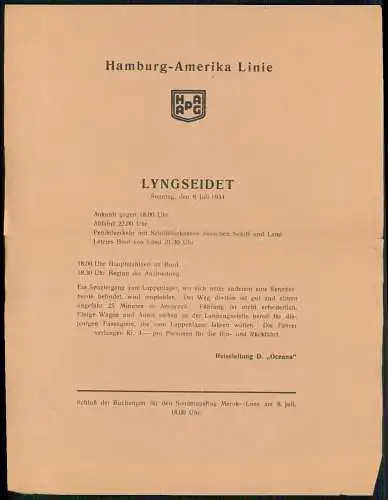 Hamburg-Amerika Linie
HAPAG
LYNGSEIDET
Sonntag, den 8 Juli 1934
Ankunft gegen 18.00 Uhr
Abfahrt 22.00 Uhr
Pendelverkehr mit Schiffsbarkassen zwischen Schiff und Land
Letztes Boot von Land 21.30 Uhr
18.00 Uhr Hauptmahlzeit an Bord.
18.30 Uhr Beginn der Ausbootung
Ein Spaziergang zum Lappenlager, wo sich unter anderem eine Renntier-
herde befindet, wird empfohlen. Der Weg dorthin ist gut und nimmt
ungefähr 25 Minuten in Anspruch. Führung ist nicht erforderlich.
Einige Wagen und Autos stehen an der Landungsstelle bereit für die-
jenigen Passagiere, die zum Lappenlager fahren wollen. Die Fahrer
verlangen Kr. pro Personen für die Hin- und Rückfahrt.
Reiseleitung D. „Oceana"
Schluß der Buchungen für den Sonderausflug Merok—Loen am 8. Juli,
18.00 Uhr